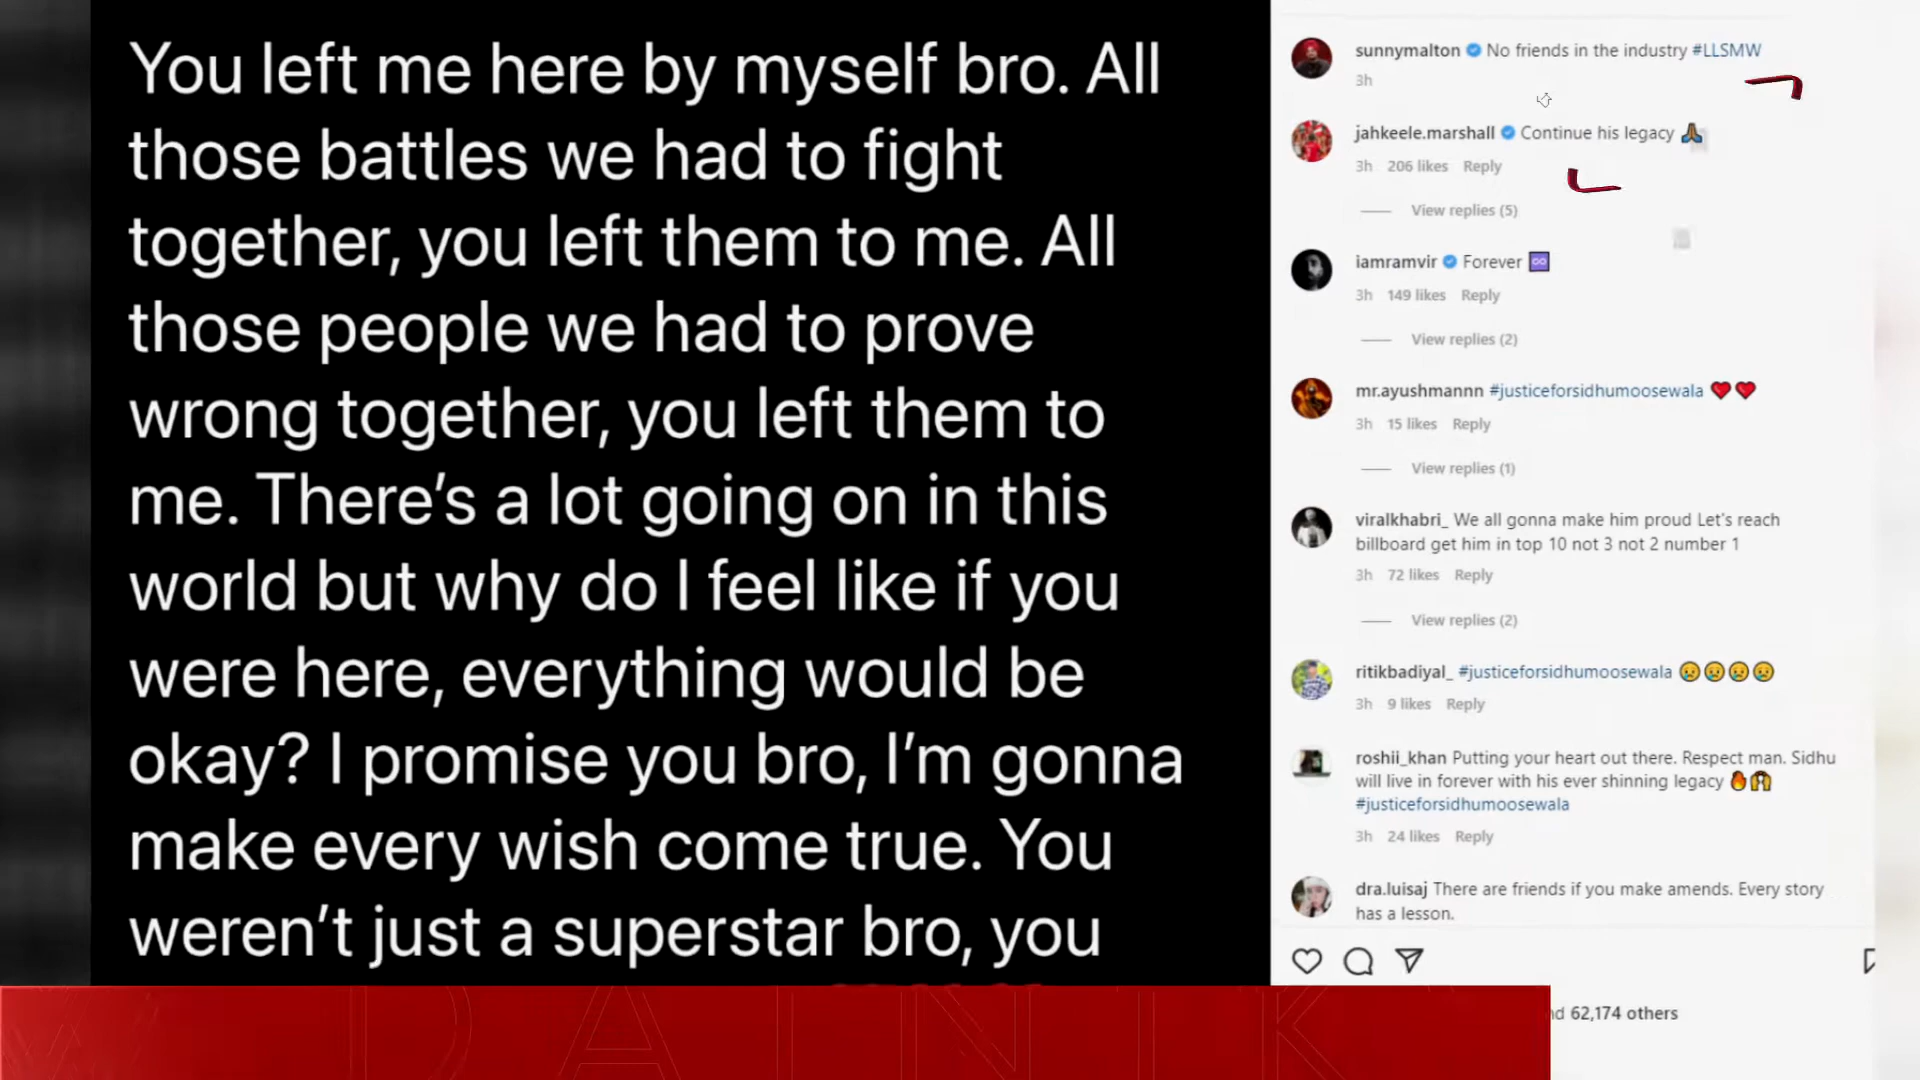 You left me here by myself bro. All
those battles we had to fight
together, you left them to me. All
those people we had to prove
wrong together, you left them to
me. There’s a lot going on in this
world but why do I feel like if you
were here, everything would be
okay? I promise you bro, I’m gonna
make every wish come true. You
weren’t just a superstar bro, you
sunnymalton No friends in the industry #LLSMW
3h
jahkeele.marshall Continue his legacy 🙏🏾
3h 206 likes Reply
View replies (5)
iamramvir Forever ♾️
3h 149 likes Reply
View replies (2)
mr.ayushmannn #justiceforsidhumoosewala ❤️❤️
3h 15 likes Reply
View replies (1)
viralkhabri_ We all gonna make him proud Let's reach
billboard get him in top 10 not 3 not 2 number 1
3h 72 likes Reply
View replies (2)
ritikbadiyal_ #justiceforsidhumoosewala 😢😢😢😢
3h 9 likes Reply
roshii_khan Putting your heart out there. Respect man. Sidhu
will live in forever with his ever shinning legacy 🔥🙌
#justiceforsidhumoosewala
3h 24 likes Reply
dra.luisaj There are friends if you make amends. Every story
has a lesson.
62,174 others
DAINIK